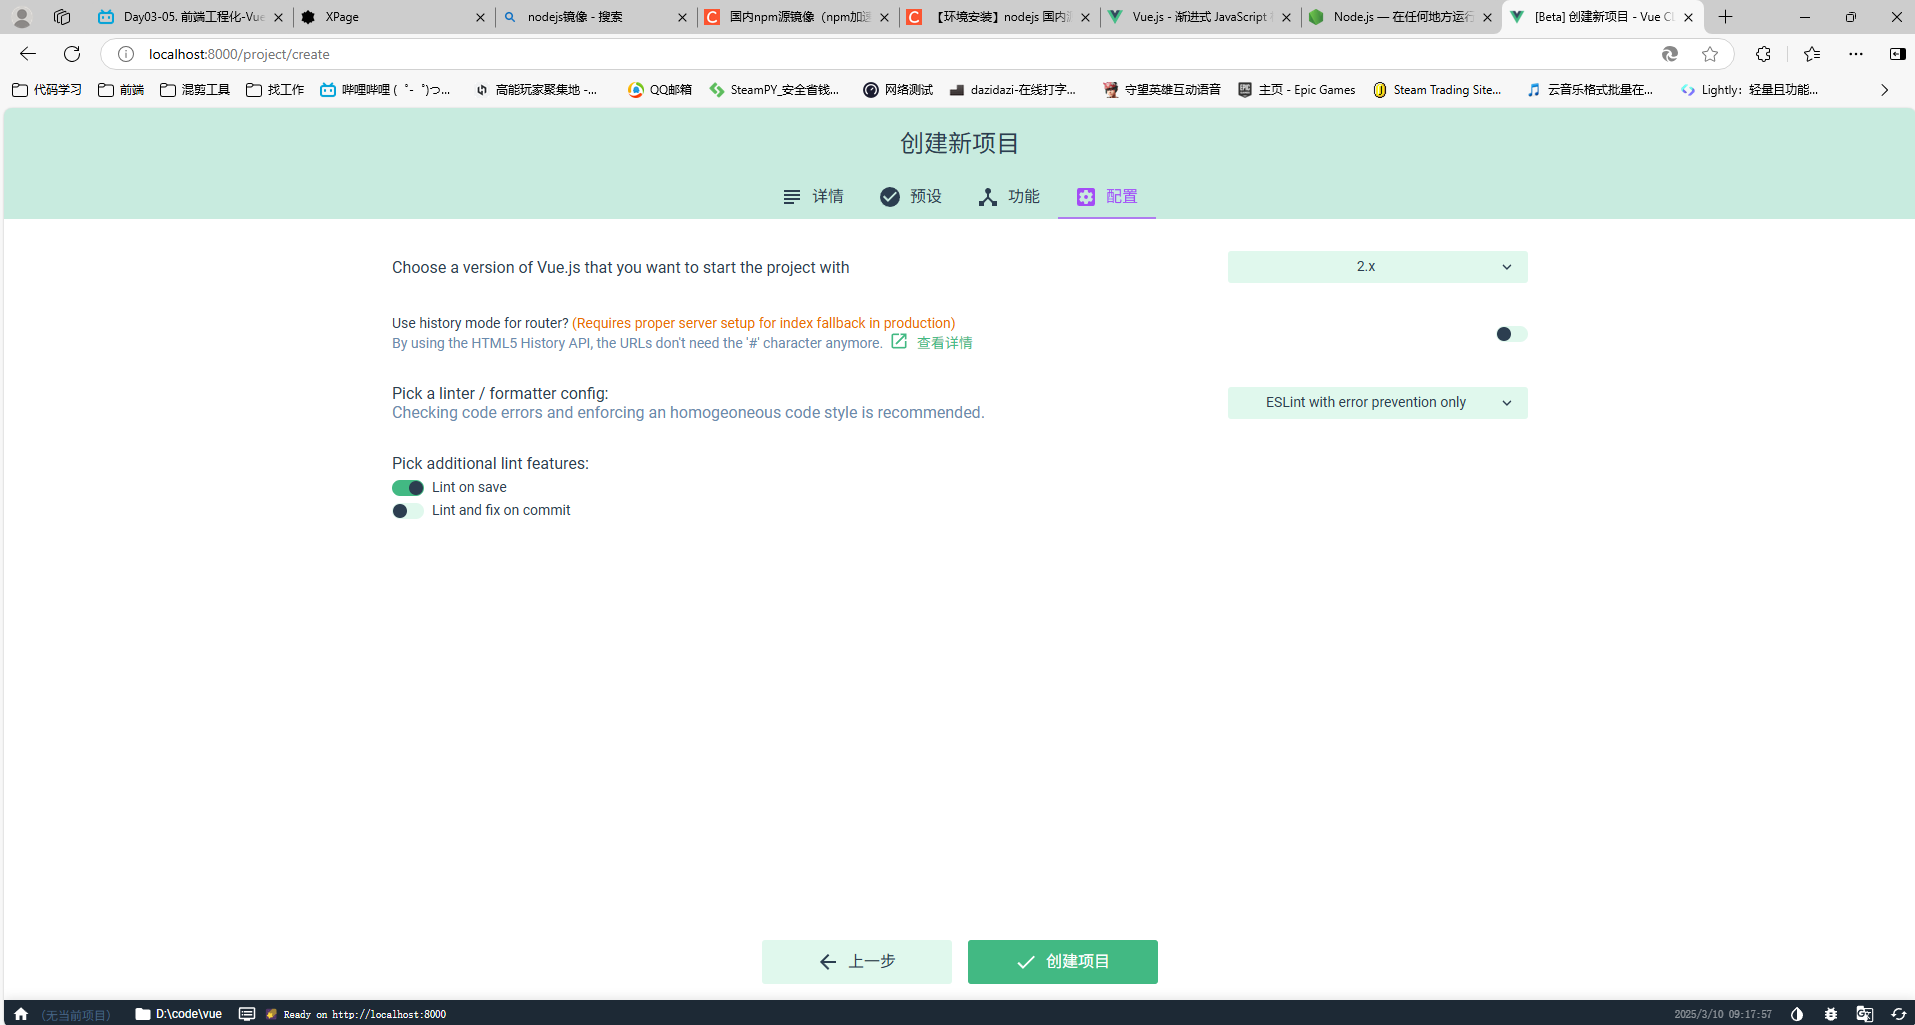 Day03-05. 前端工程化-Vue
XPage
nodejs镜像 - 搜索
国内npm源镜像（npm加速
【环境安装】nodejs 国内
Vue.js - 渐进式 JavaScript
Node.js — 在任何地方运行
[Beta] 创建新项目 - Vue CL
localhost:8000/project/create
代码学习
前端
混剪工具
找工作
哔哩哔哩 (゜-゜)つ...
高能玩家聚集地 -...
QQ邮箱
SteamPY_安全省钱...
网络测试
dazidazi-在线打字...
守望英雄互动语音
主页 - Epic Games
Steam Trading Site...
云音乐格式批量在...
Lightly：轻量且功能...
创建新项目
详情
预设
功能
配置
Choose a version of Vue.js that you want to start the project with
2.x
Use history mode for router? (Requires proper server setup for index fallback in production)
By using the HTML5 History API, the URLs don't need the '#' character anymore. 查看详情
Pick a linter / formatter config:
Checking code errors and enforcing an homogeoneous code style is recommended.
ESLint with error prevention only
Pick additional lint features:
Lint on save
Lint and fix on commit
上一步
创建项目
(无当前项目)
D:\code\vue
Ready on http://localhost:8000
2025/3/10 09:17:57